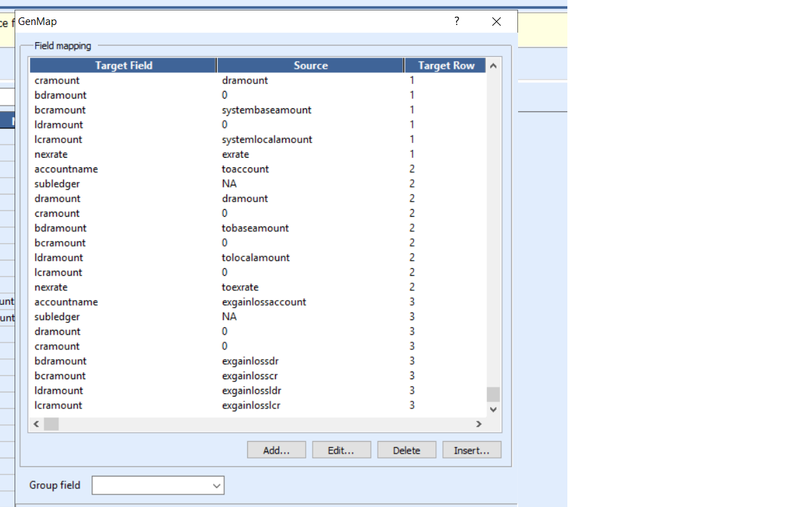 ce f
GenMap
?
Field mapping
Target Field Source Target Row
cramount dramount 1
bdramount 0 1
bcramount systembaseamount 1
ldramount 0 1
lcramount systemlocalamount 1
nexrate exrate 1
accountname toaccount 2
subledger NA 2
dramount dramount 2
cramount 0 2
bdramount tobaseamount 2
bcramount 0 2
ldramount tolocalamount 2
lcramount 0 2
nexrate toexrate 2
accountname exgainlossaccount 3
subledger NA 3
dramount 0 3
cramount 0 3
bdramount exgainlossdr 3
bcramount exgainlosscr 3
ldramount exgainlossldr 3
lcramount exgainlosslcr 3
unt
unt
Add... Edit... Delete Insert...
Group field